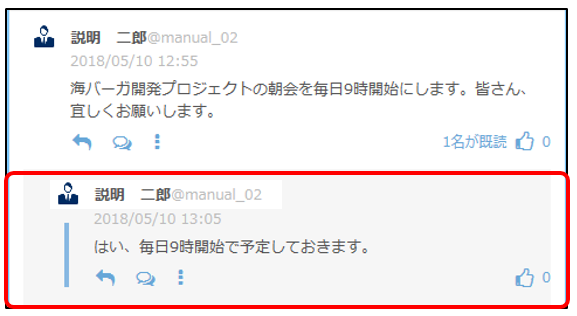 説明　二郎@manual_02
2018/05/10 12:55
海バーガ開発プロジェクトの朝会を毎日9時開始にします。皆さん、
宜しくお願いします。
1名が既読 0
説明　二郎@manual_02
2018/05/10 13:05
はい、毎日9時開始で予定しておきます。
0